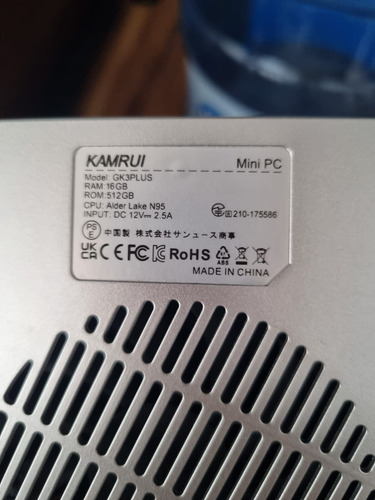 KAMRUI
Mini PC
Model: GK3PLUS
RAM:16GB
ROM:512GB
CPU: Alder Lake N95
INPUT: DC 12V⎓ 2.5A
210-175586
PS
E
中国製 株式会社サンユース商事
UK
CA CE FC RoHS
ABS
MADE IN CHINA